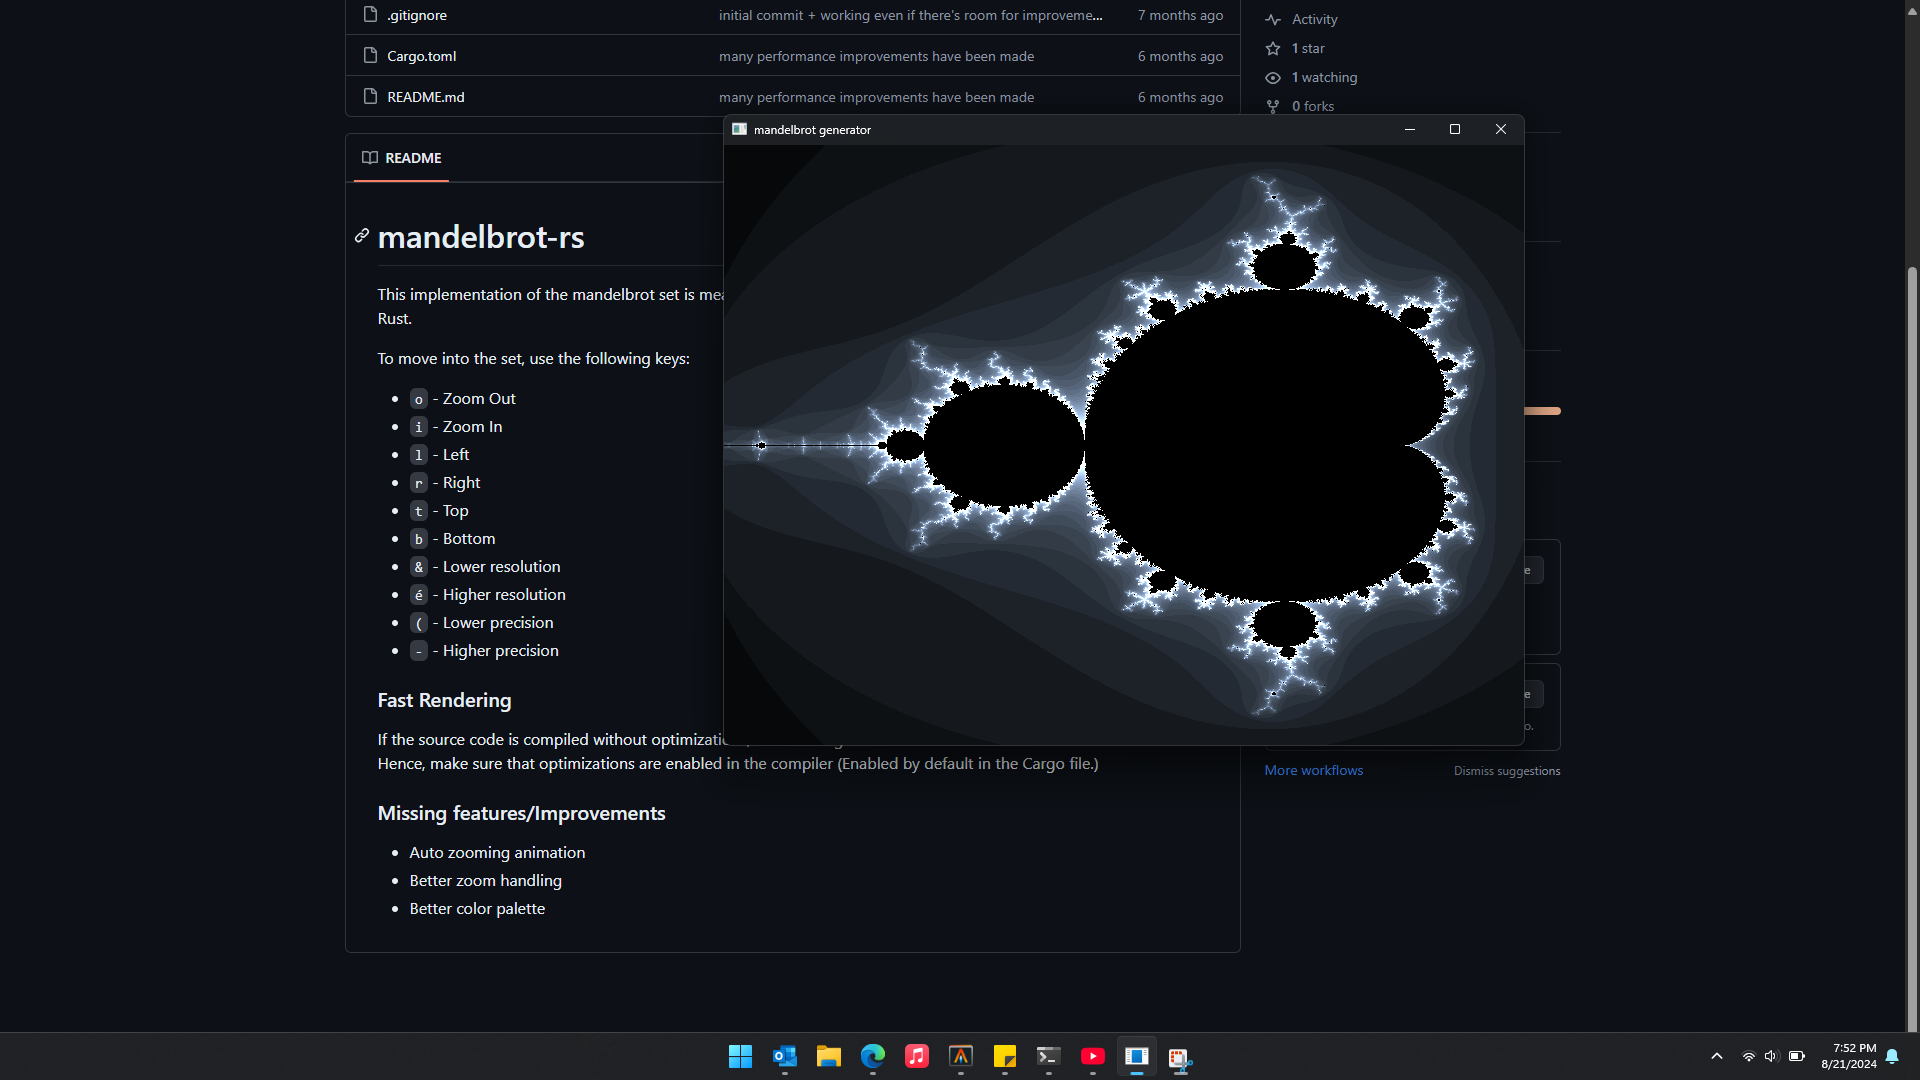 .gitignore initial commit + working even if there's room for improveme... 7 months ago
Cargo.toml many performance improvements have been made 6 months ago
README.md many performance improvements have been made 6 months ago
Activity
1 star
1 watching
0 forks
mandelbrot generator
README
mandelbrot-rs
This implementation of the mandelbrot set is
Rust.
To move into the set, use the following keys:
o - Zoom Out
i - Zoom In
l - Left
r - Right
t - Top
b - Bottom
& - Lower resolution
é - Higher resolution
( - Lower precision
- - Higher precision
Fast Rendering
If the source code is compiled without
Hence, make sure that optimizations are enabled in the compiler (Enabled by default in the Cargo file.)
Missing features/Improvements
Auto zooming animation
Better zoom handling
Better color palette
More workflows Dismiss suggestions
7:52 PM
8/21/2024